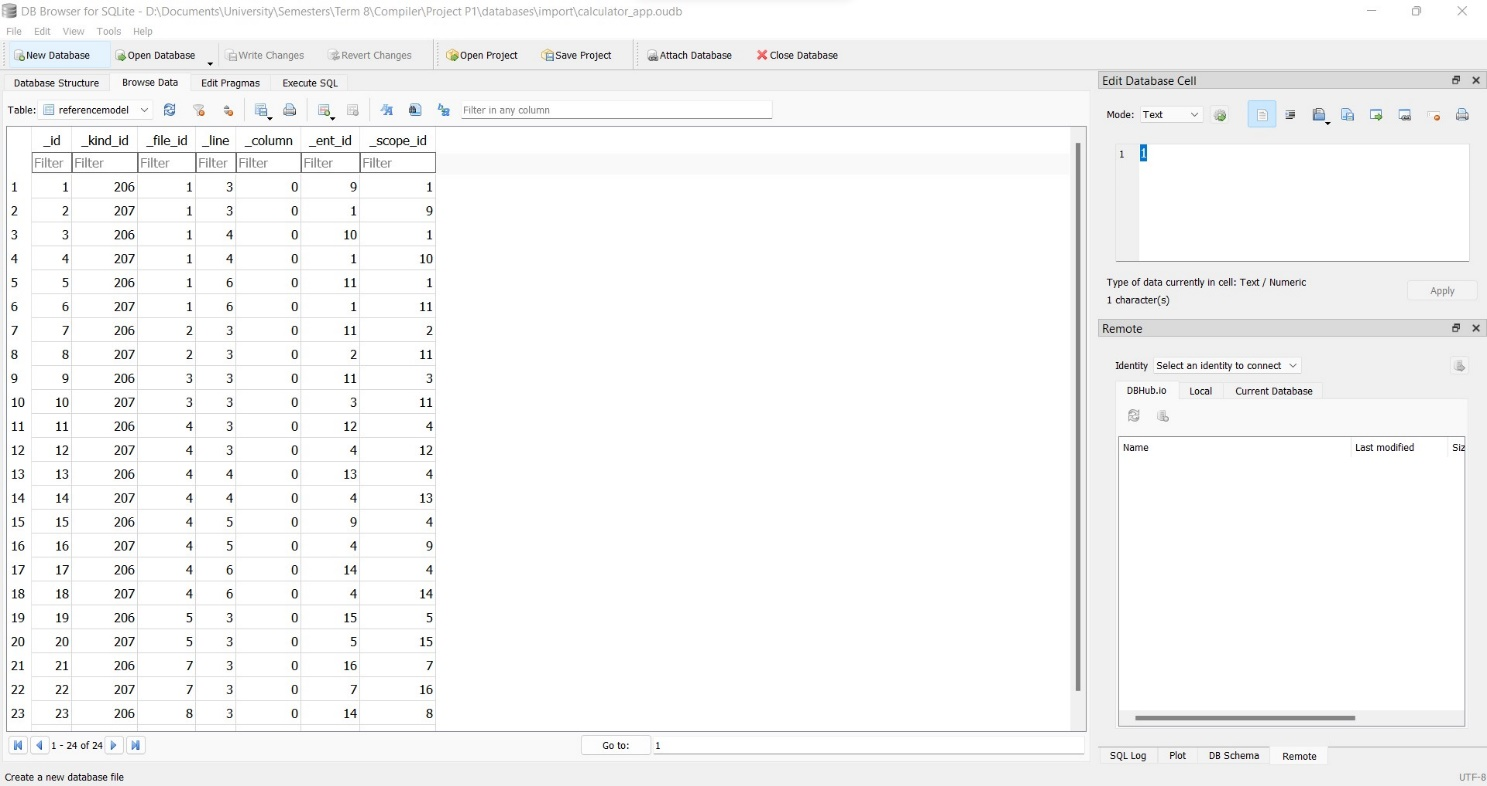 DB Browser for SQLite - D:\Documents\University\Semesters\Term 8\Compiler\Project P1\databases\import\calculator_app.oudb
File Edit View Tools Help
New Database Open Database Write Changes Revert Changes Open Project Save Project Attach Database Close Database
Database Structure Browse Data Edit Pragmas Execute SQL
Table: referencemodel Filter in any column
_id _kind_id _file_id _line _column _ent_id _scope_id
Filter Filter Filter Filter Filter Filter Filter
1 1 206 1 3 0 9 1
2 2 207 1 3 0 1 9
3 3 206 1 4 0 10 1
4 4 207 1 4 0 1 10
5 5 206 1 6 0 11 1
6 6 207 1 6 0 1 11
7 7 206 2 3 0 11 2
8 8 207 2 3 0 2 11
9 9 206 3 3 0 11 3
10 10 207 3 3 0 3 11
11 11 206 4 3 0 12 4
12 12 207 4 3 0 4 12
13 13 206 4 4 0 13 4
14 14 207 4 4 0 4 13
15 15 206 4 5 0 9 4
16 16 207 4 5 0 4 9
17 17 206 4 6 0 14 4
18 18 207 4 6 0 4 14
19 19 206 5 3 0 15 5
20 20 207 5 3 0 5 15
21 21 206 7 3 0 16 7
22 22 207 7 3 0 7 16
23 23 206 8 3 0 14 8
1 - 24 of 24 Go to: 1
Edit Database Cell
Mode: Text
1 1
Type of data currently in cell: Text / Numeric
1 character(s)
Apply
Remote
Identity Select an identity to connect
DBHub.io Local Current Database
Name Last modified Siz
SQL Log Plot DB Schema Remote
Create a new database file UTF-8